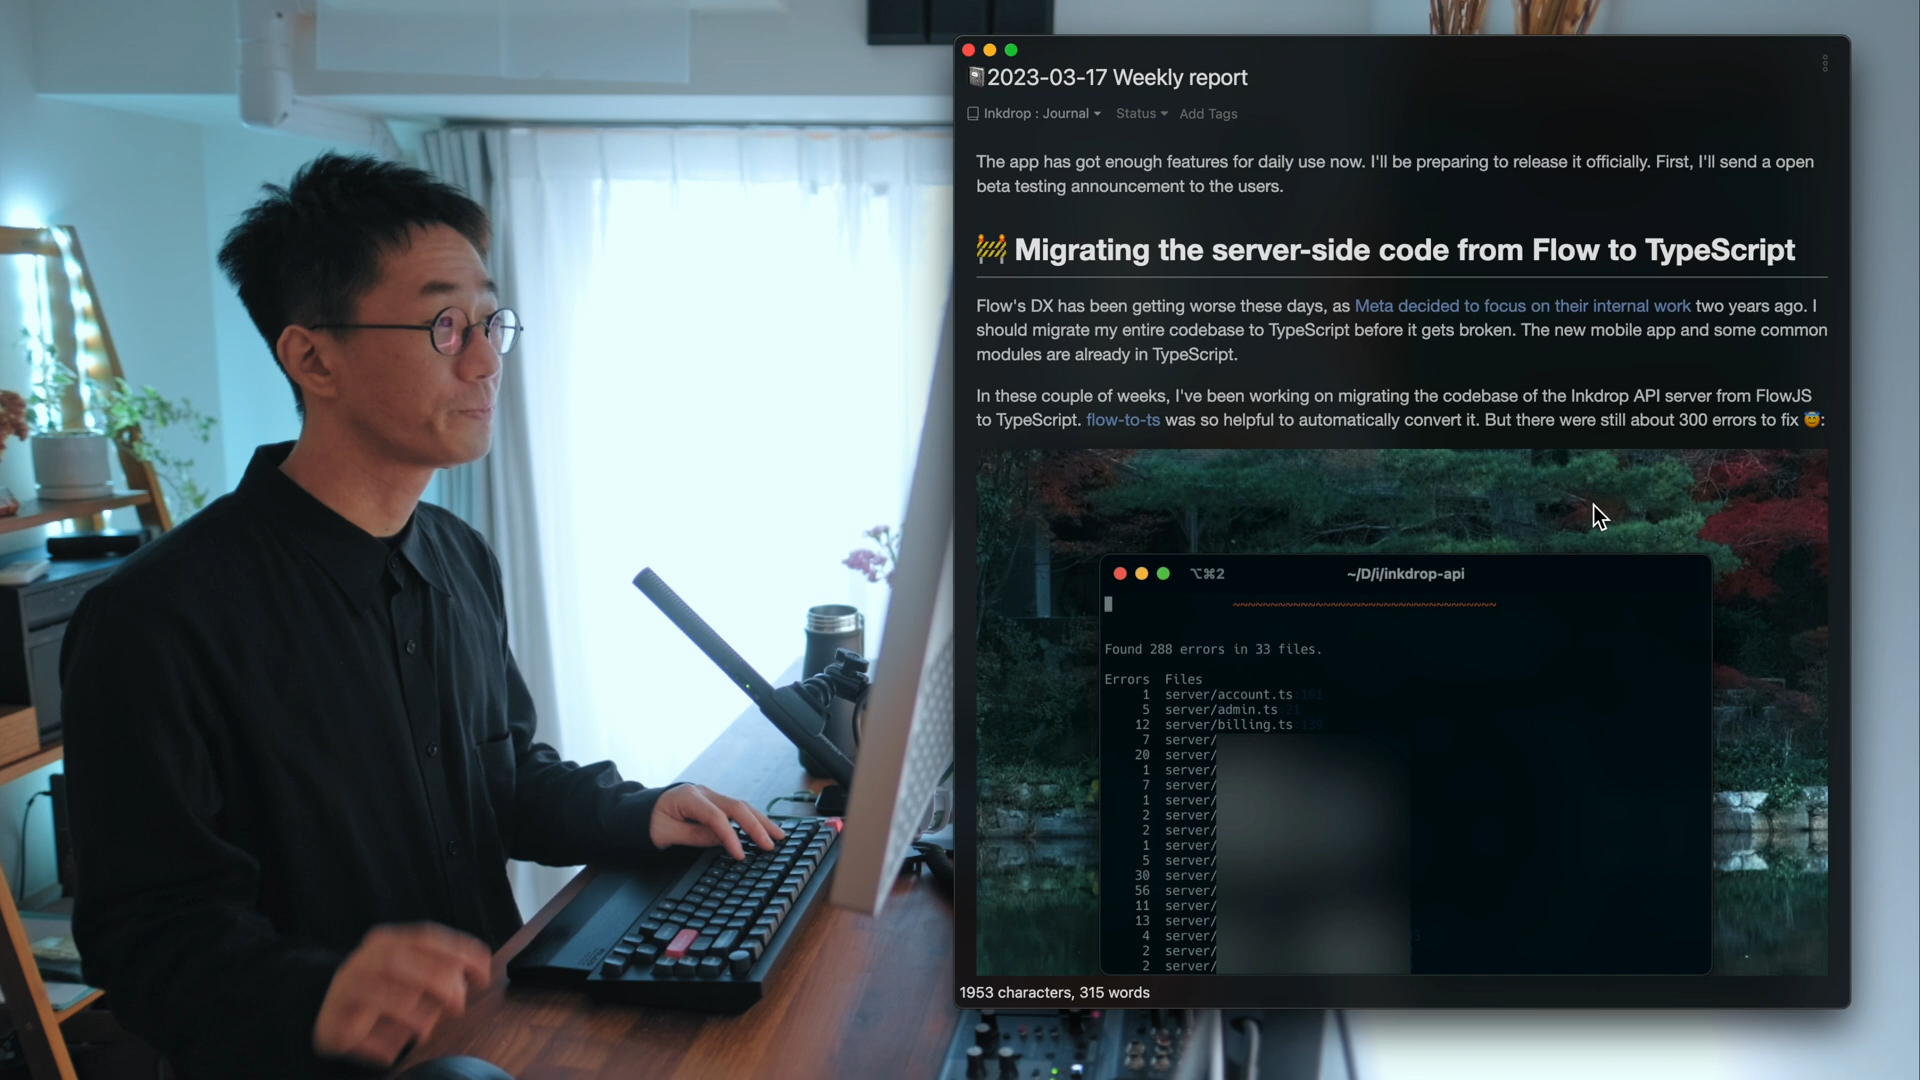 2023-03-17 Weekly report
Inkdrop : Journal Status Add Tags
The app has got enough features for daily use now. I'll be preparing to release it officially. First, I'll send a open
beta testing announcement to the users.
🚧 Migrating the server-side code from Flow to TypeScript
Flow's DX has been getting worse these days, as Meta decided to focus on their internal work two years ago. I
should migrate my entire codebase to TypeScript before it gets broken. The new mobile app and some common
modules are already in TypeScript.
In these couple of weeks, I've been working on migrating the codebase of the Inkdrop API server from FlowJS
to TypeScript. flow-to-ts was so helpful to automatically convert it. But there were still about 300 errors to fix 😇:
⌥⌘2 ~/D/i/inkdrop-api
~~~~~~~~~~~~~~~~~~~~~~~~~~~~~~~~~~~
Found 288 errors in 33 files.
Errors Files
1 server/account.ts:101
5 server/admin.ts:21
12 server/billing.ts:139
7 server/
20 server/
1 server/
7 server/
1 server/
2 server/
2 server/
1 server/
5 server/
30 server/
56 server/
11 server/
13 server/
4 server/
2 server/
2 server/
1953 characters, 315 words